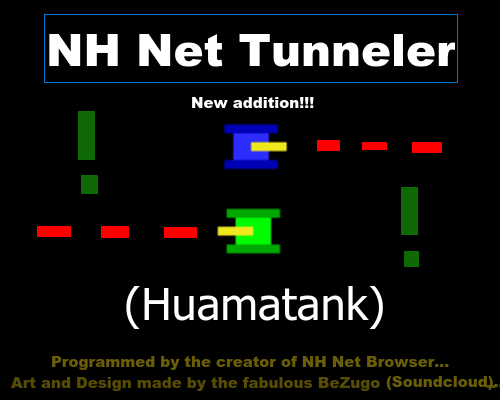 NH Net Tunneler
New addition!!!
(Huamatank)
Programmed by the creator of NH Net Browser...
Art and Design made by the fabulous BeZugo (Soundcloud)...